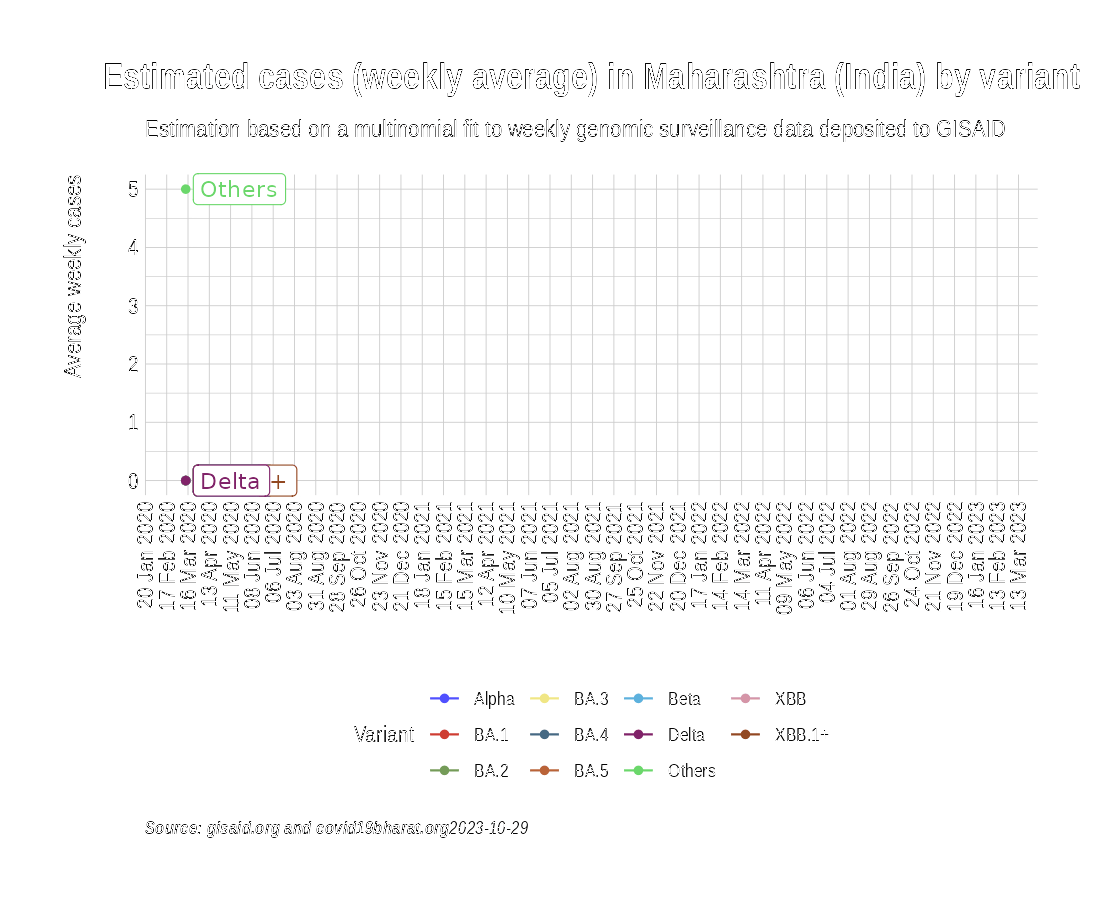 Estimated cases (weekly average) in Maharashtra (India) by variant
Estimation based on a multinomial fit to weekly genomic surveillance data deposited to GISAID
Average weekly cases
5
4
3
2
1
0
Others
Delta
+
20 Jan 2020
17 Feb 2020
16 Mar 2020
13 Apr 2020
11 May 2020
08 Jun 2020
06 Jul 2020
03 Aug 2020
31 Aug 2020
28 Sep 2020
26 Oct 2020
23 Nov 2020
21 Dec 2020
18 Jan 2021
15 Feb 2021
15 Mar 2021
12 Apr 2021
10 May 2021
07 Jun 2021
05 Jul 2021
02 Aug 2021
30 Aug 2021
27 Sep 2021
25 Oct 2021
22 Nov 2021
20 Dec 2021
17 Jan 2022
14 Feb 2022
14 Mar 2022
11 Apr 2022
09 May 2022
06 Jun 2022
04 Jul 2022
01 Aug 2022
29 Aug 2022
26 Sep 2022
24 Oct 2022
21 Nov 2022
19 Dec 2022
16 Jan 2023
13 Feb 2023
13 Mar 2023
Variant
Alpha
BA.1
BA.2
BA.3
BA.4
BA.5
Beta
Delta
Others
XBB
XBB.1+
Source: gisaid.org and covid19bharat.org2023-10-29